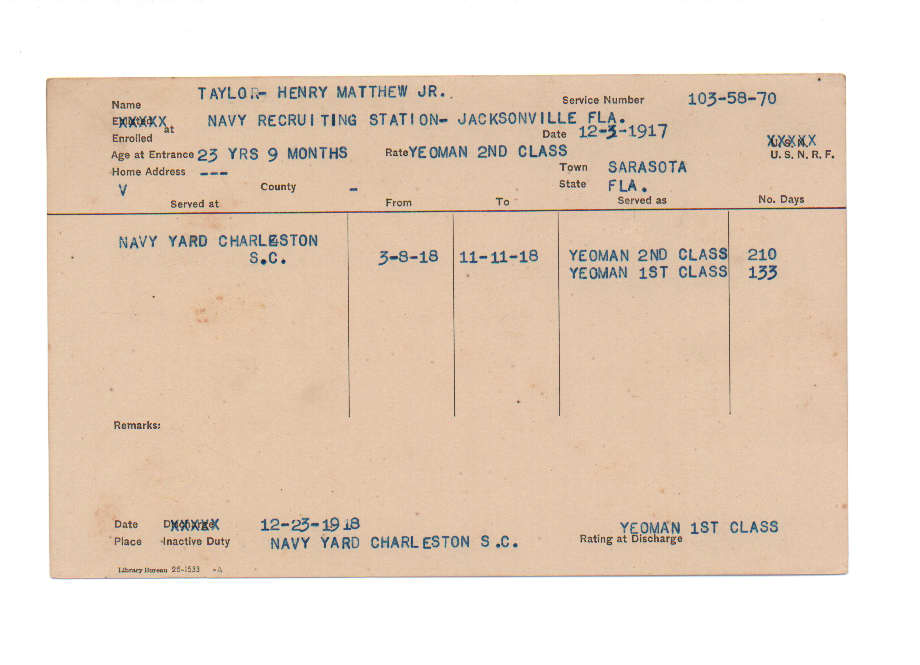 TAYLOR- HENRY MATTHEW JR.
Name Service Number 103-58-70
Enrolled at NAVY RECRUITING STATION- JACKSONVILLE FLA.
Date 12-3-1917 U.S.N.R.F.
Age at Entrance 23 YRS 9 MONTHS Rate YEOMAN 2ND CLASS
Home Address --- Town SARASOTA
V County - State FLA.
Served at From To Served as No. Days
NAVY YARD CHARLESTON
S.C. 3-8-18 11-11-18 YEOMAN 2ND CLASS 210
YEOMAN 1ST CLASS 133
Remarks:
Date 12-23-1918 YEOMAN 1ST CLASS
Place Inactive Duty NAVY YARD CHARLESTON S.C. Rating at Discharge
Library Bureau 25-1533